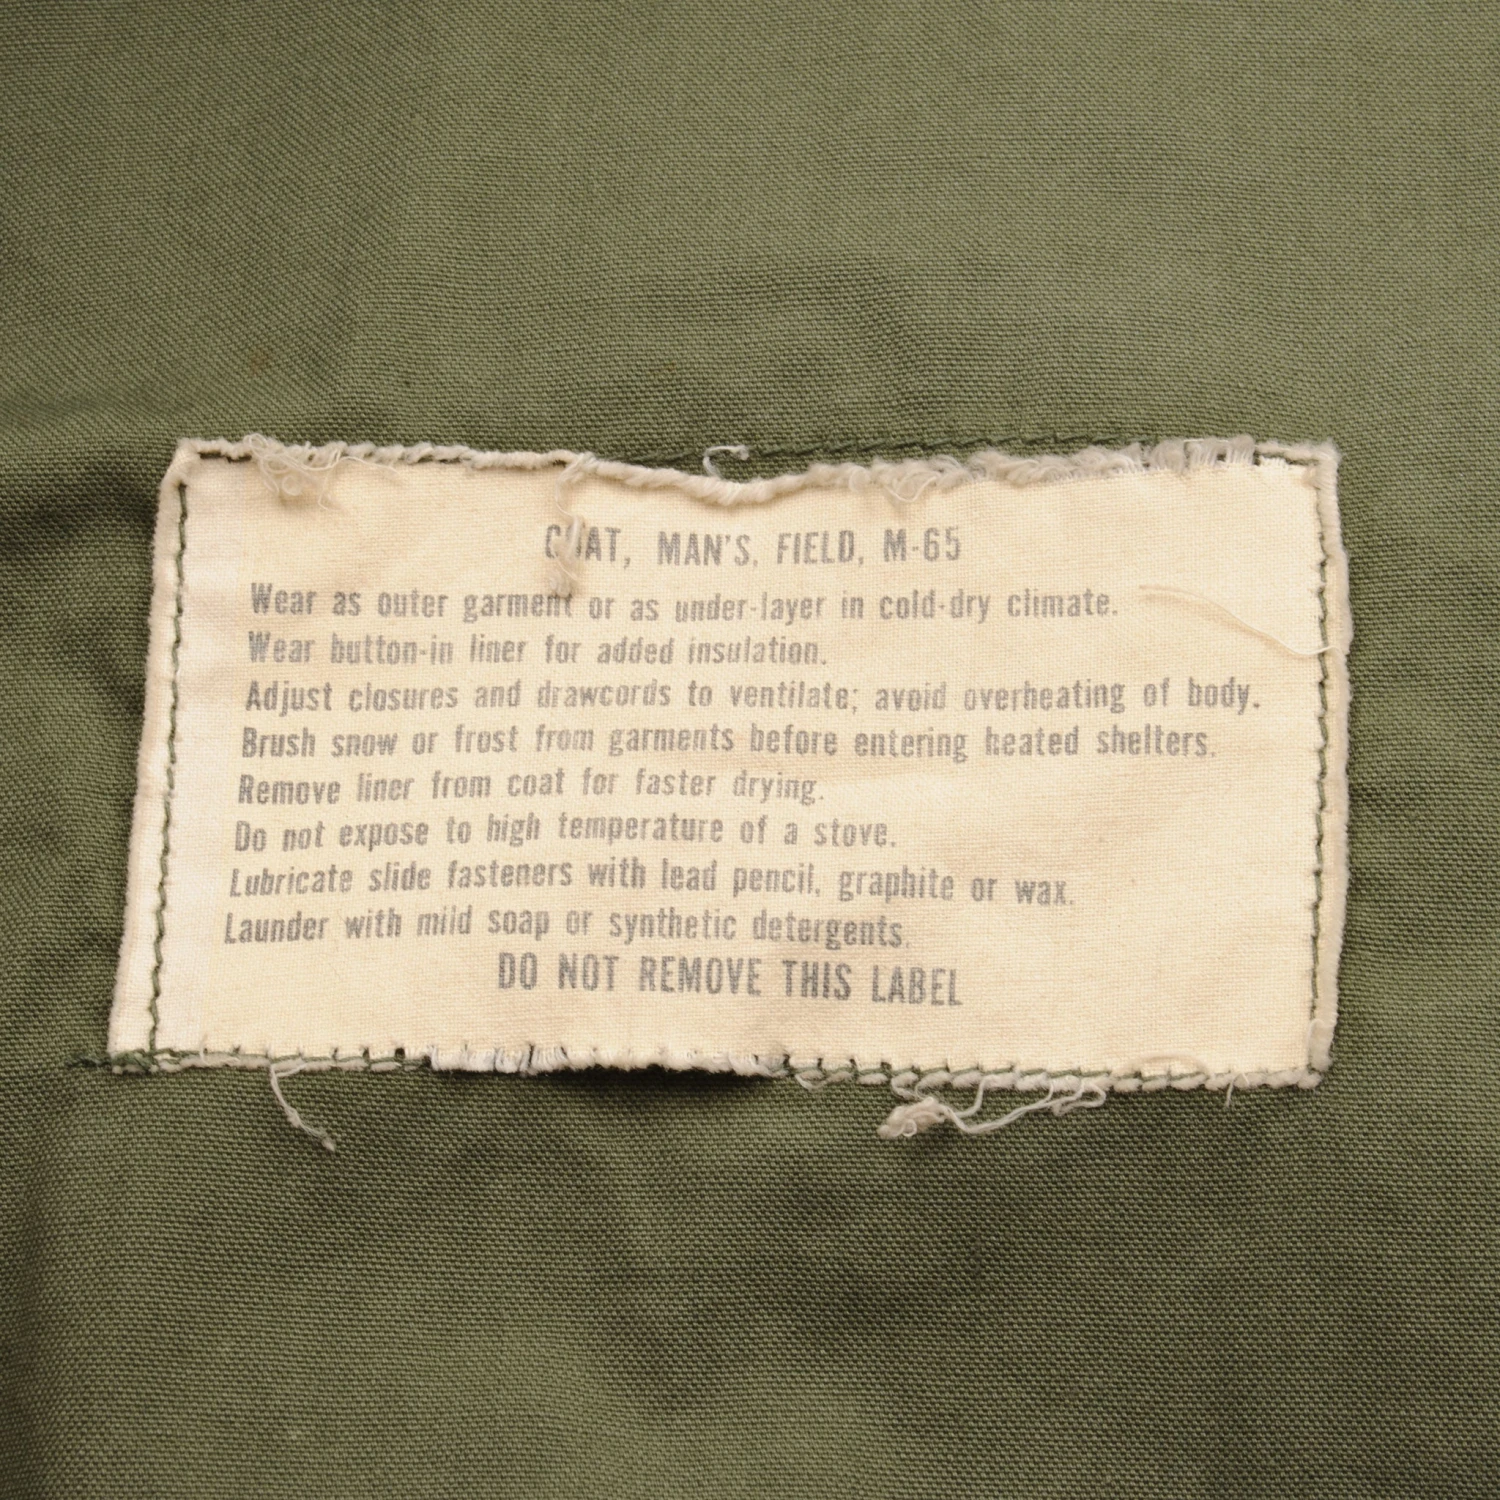 COAT, MAN'S, FIELD, M-65
Wear as outer garment or as under-layer in cold-dry climate.
Wear button-in liner for added insulation.
Adjust closures and drawcords to ventilate; avoid overheating of body.
Brush snow or frost from garments before entering heated shelters.
Remove liner from coat for faster drying.
Do not expose to high temperature of a stove.
Lubricate slide fasteners with lead pencil, graphite or wax.
Launder with mild soap or synthetic detergents.
DO NOT REMOVE THIS LABEL